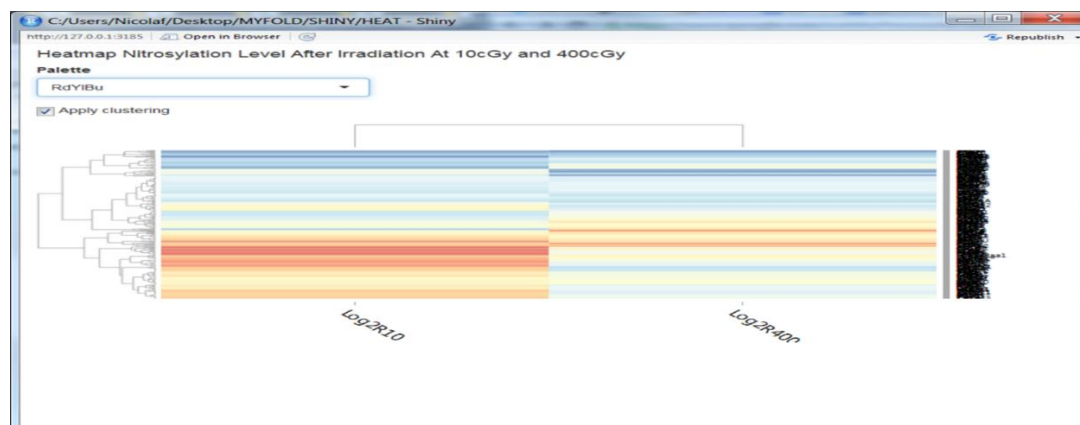 C:/Users/Nicolaf/Desktop/MYFOLD/SHINY/HEAT - Shiny
http://127.0.0.1:3185 Open in Browser Republish
Heatmap Nitrosylation Level After Irradiation At 10cGy and 400cGy
Palette
RdYlBu
Apply clustering
Log2R10
Log2R400